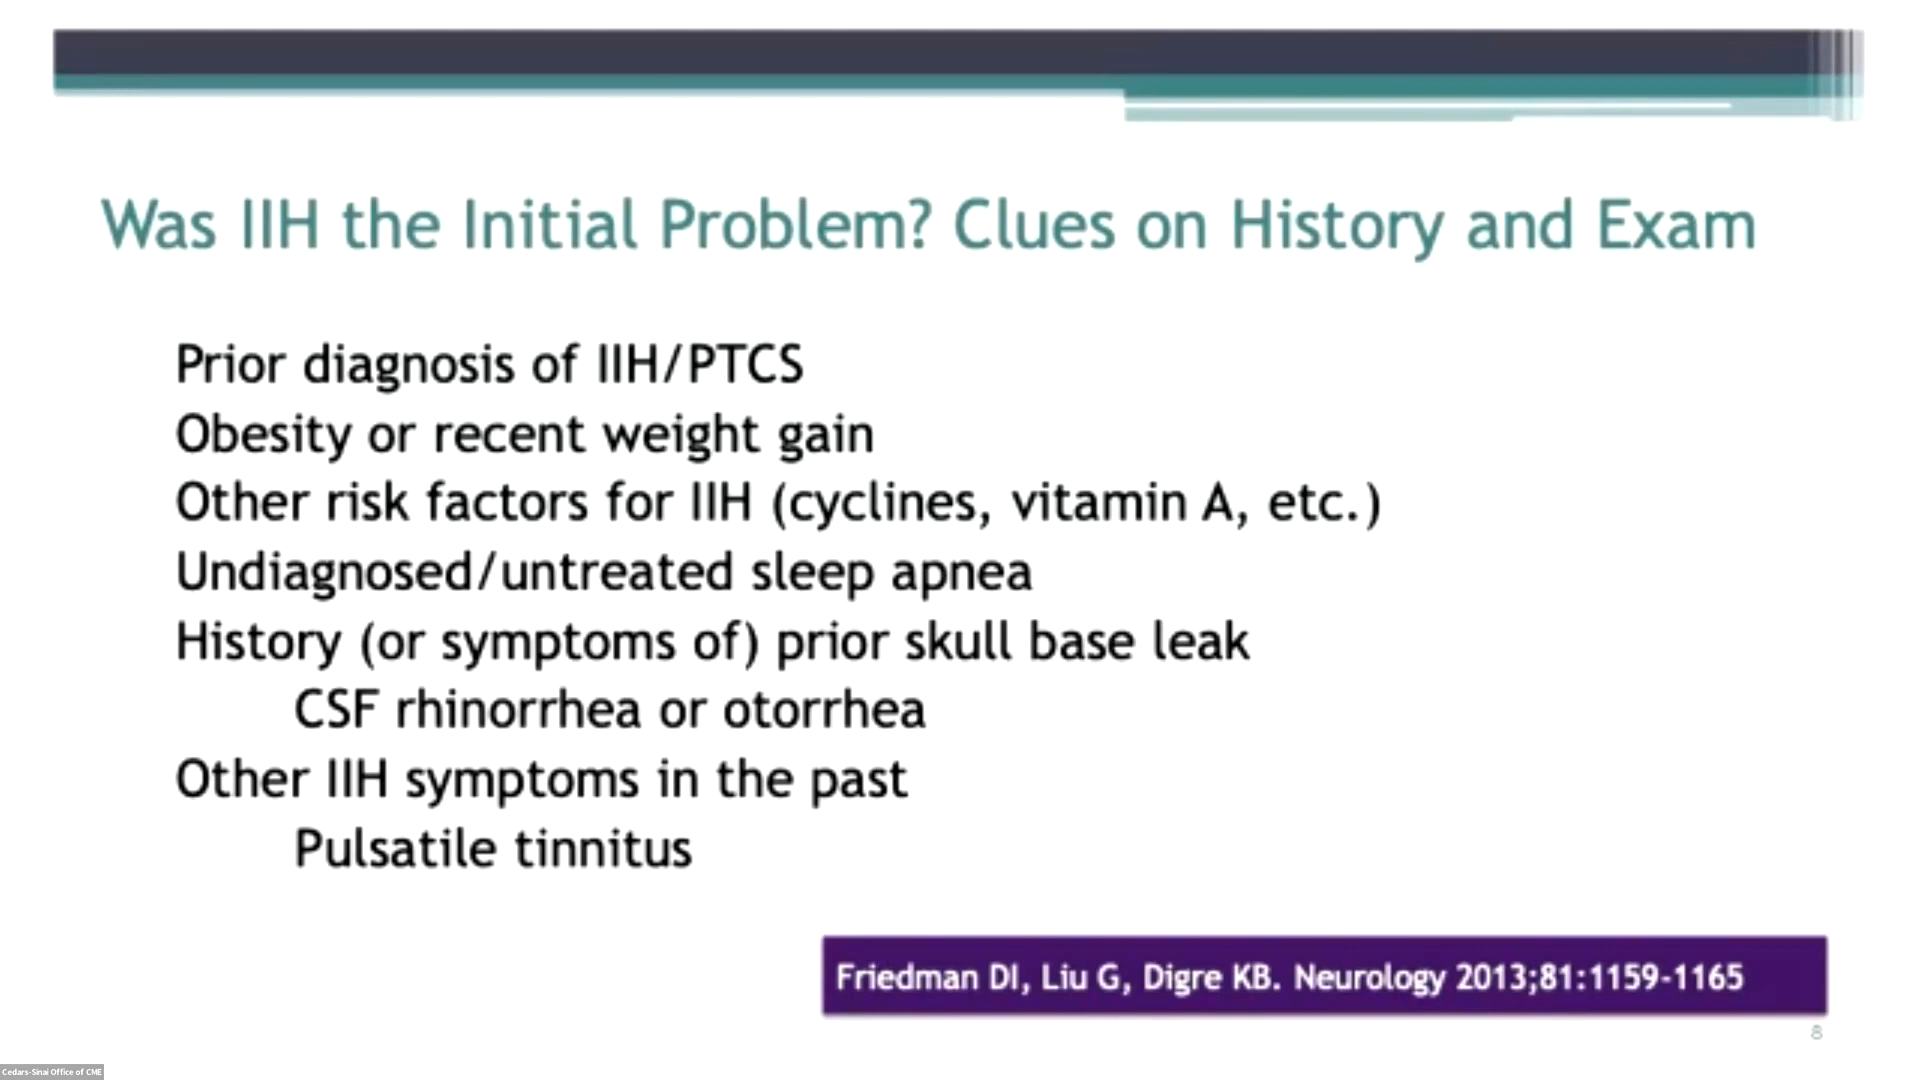 Was IIH the Initial Problem? Clues on History and Exam
Prior diagnosis of IIH/PTCS
Obesity or recent weight gain
Other risk factors for IIH (cyclines, vitamin A, etc.)
Undiagnosed/untreated sleep apnea
History (or symptoms of) prior skull base leak
CSF rhinorrhea or otorrhea
Other IIH symptoms in the past
Pulsatile tinnitus
Friedman DI, Liu G, Digre KB. Neurology 2013;81:1159-1165
8
Cedars-Sinai Office of CME